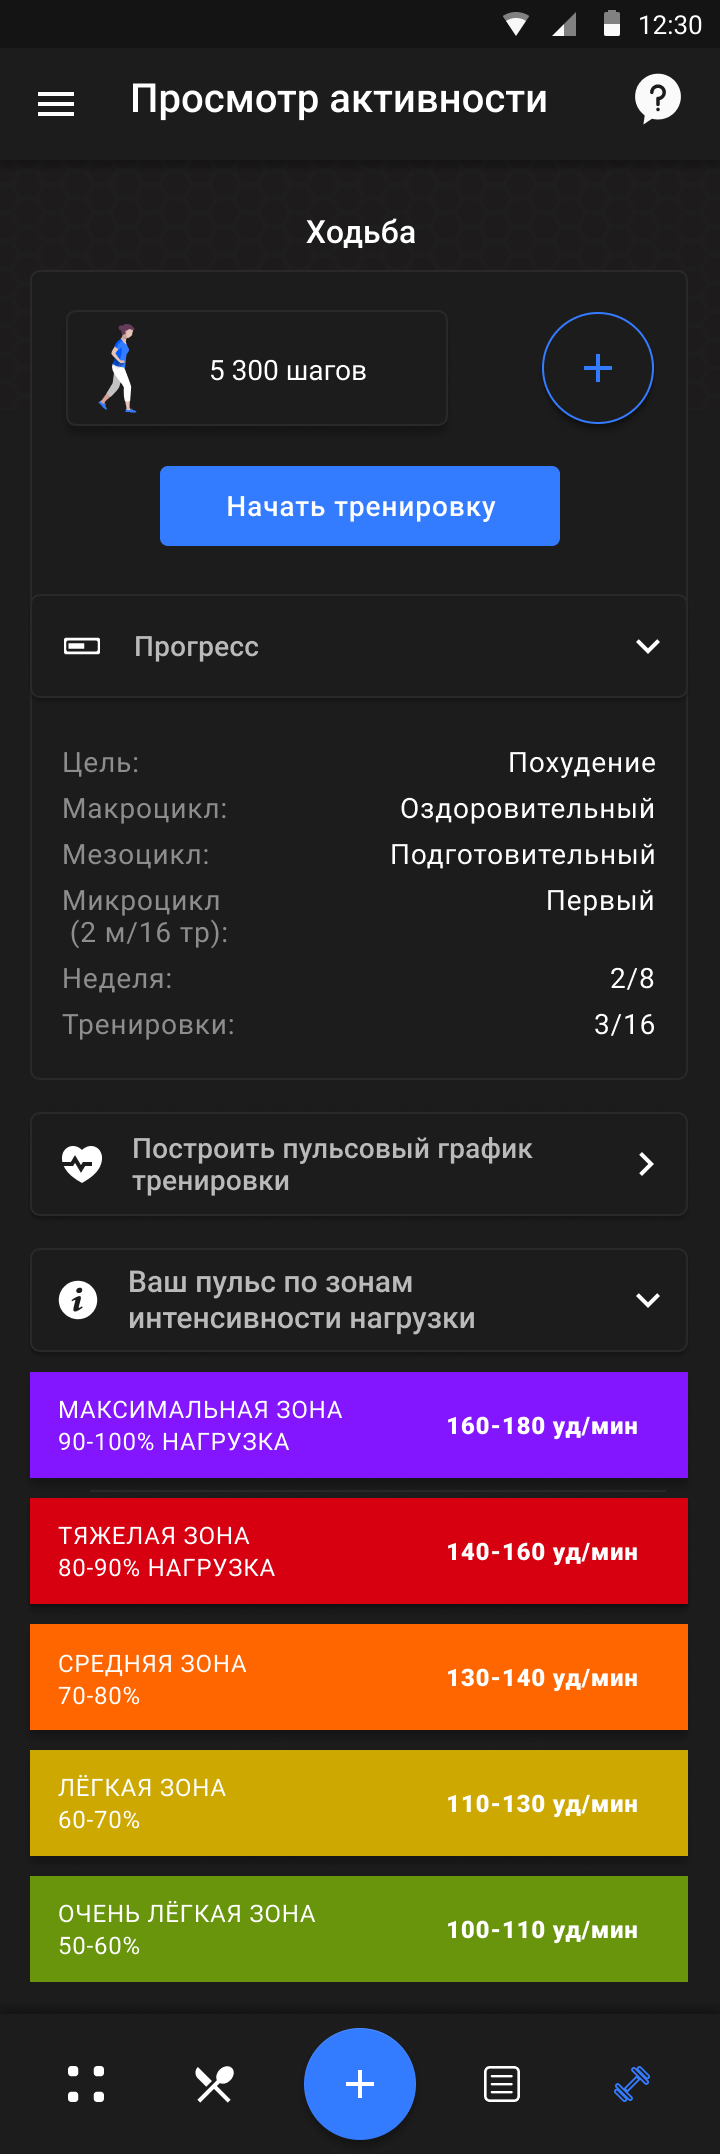 12:30
Просмотр активности
Ходьба
5 300 шагов
Начать тренировку
Прогресс
Цель: Похудение
Макроцикл: Оздоровительный
Мезоцикл: Подготовительный
Микроцикл Первый
(2 м/16 тр):
Неделя: 2/8
Тренировки: 3/16
Построить пульсовый график
тренировки
Ваш пульс по зонам
интенсивности нагрузки
МАКСИМАЛЬНАЯ ЗОНА
90-100% НАГРУЗКА
160-180 уд/мин
ТЯЖЕЛАЯ ЗОНА
80-90% НАГРУЗКА
140-160 уд/мин
СРЕДНЯЯ ЗОНА
70-80%
130-140 уд/мин
ЛЁГКАЯ ЗОНА
60-70%
110-130 уд/мин
ОЧЕНЬ ЛЁГКАЯ ЗОНА
50-60%
100-110 уд/мин